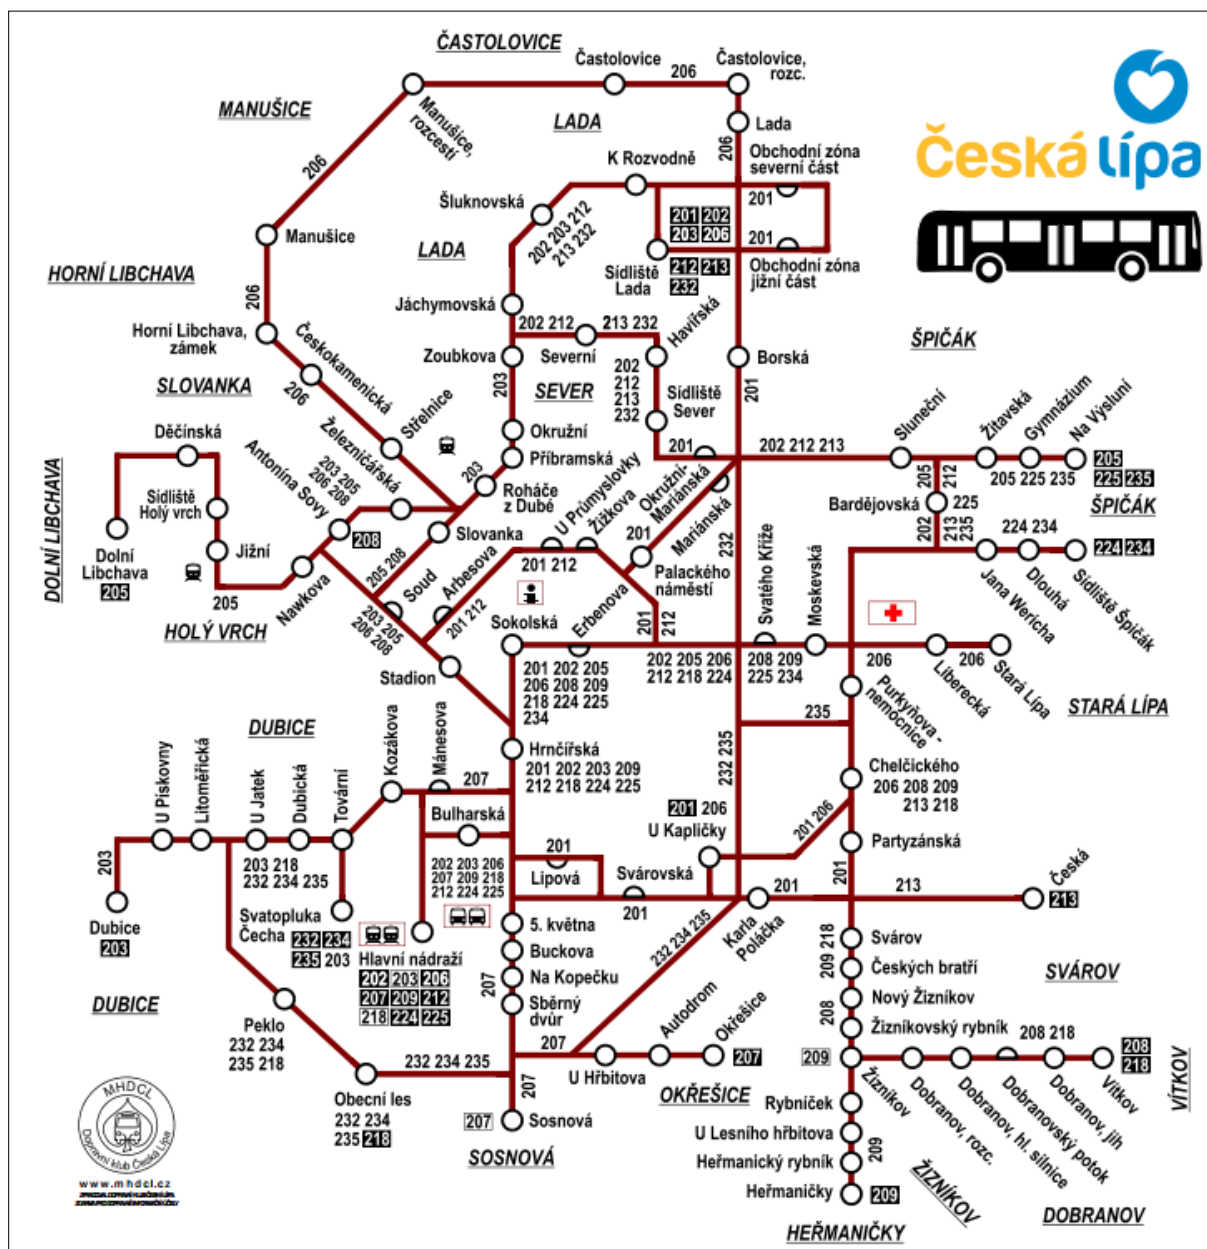 ČASTOLOVICE
Častolovice
206
Častolovice,
rozc.
MANUŠICE
Manušice,
rozcestí
LADA
Lada
206
206
K Rozvodně
Obchodní zóna
severní část
201
Česká lípa
Šluknovská
202 203 212
213 232
201 202
203 206
201
Manušice
LADA
Sídliště
Lada
212 213
232
Obchodní zóna
jižní část
HORNÍ LIBCHAVA
206
Jáchymovská
202 212
213 232
Havířská
Horní Libchava,
zámek
Českokamenická
Zoubkova
Severní
Borská
ŠPIČÁK
SLOVANKA
206
203
SEVER
202
212
213
232
201
Sídliště
Sever
Střelnice
Železničářská
Antonína Sovy
Děčínská
Okružní
Příbramská
201
202 212 213
Sluneční
Žitavská
Gymnázium
Na Výsluní
205
225 235
205 225 235
205
212
DOLNÍ LIBCHAVA
Sídliště
Holý vrch
203 205
206 208
203
Roháče
z Dubé
U Průmyslovky
Žižkova
Okružní-
Mariánská
Mariánská
Bardějovská
225
ŠPIČÁK
208
Slovanka
202
213
235
224 234
224 234
Dolní
Libchava
205
Jižní
205 208
Soud
Arbesova
201 212
201
Palackého
náměstí
232
Svatého Kříže
Moskevská
Jana Wericha
Dlouhá
Sídliště Špičák
205
Nawkova
HOLÝ VRCH
203 205
206 208
201 212
Sokolská
Erbenova
201
212
Stadion
201 202 205
206 208 209
218 224 225
234
202 205 206
212 218 224
208 209
225 234
206
Liberecká
206
Stará Lípa
STARÁ LÍPA
Purkyňova -
nemocnice
235
DUBICE
Kozákova
Mánesova
Hrnčířská
201 202 203 209
212 218 224 225
232 235
Chelčického
206 208 209
213 218
U Pískovny
Litoměřická
U Jatek
Dubická
Tovární
207
Bulharská
201 206
U Kapličky
201 206
Partyzánská
203
203 218
232 234 235
202 203 206
207 209 218
212 224 225
201
Lipová
Svárovská
201
201
201
213
Česká
213
Dubice
203
Svatopluka
Čecha
232 234
235 203
Hlavní nádraží
202 203 206
207 209 212
218 224 225
5. května
Buckova
Na Kopečku
Sběrný
dvůr
207
232 234 235
Karla
Poláčka
209 218
Svárov
Českých bratří
Nový Žizníkov
208
Žizníkovský rybník
SVÁROV
DUBICE
Peklo
232 234
235 218
232 234 235
207
Autodrom
Okřešice
207
U Hřbitova
OKŘEŠICE
208 218
208
218
VÍTKOV
209
Žizníkov
Dobranov, rozc.
Dobranov, hl. silnice
Dobranovský potok
Dobranov, jih
Vítkov
Obecní les
232 234
235 218
207
207
Sosnová
SOSNOVÁ
Rybníček
U Lesního hřbitova
Heřmanický rybník
209
Heřmaničky
209
ŽIZNÍKOV
DOBRANOV
HEŘMANIČKY
MHDCL
Dopravní klub Česká Lípa
www.mhdcl.cz